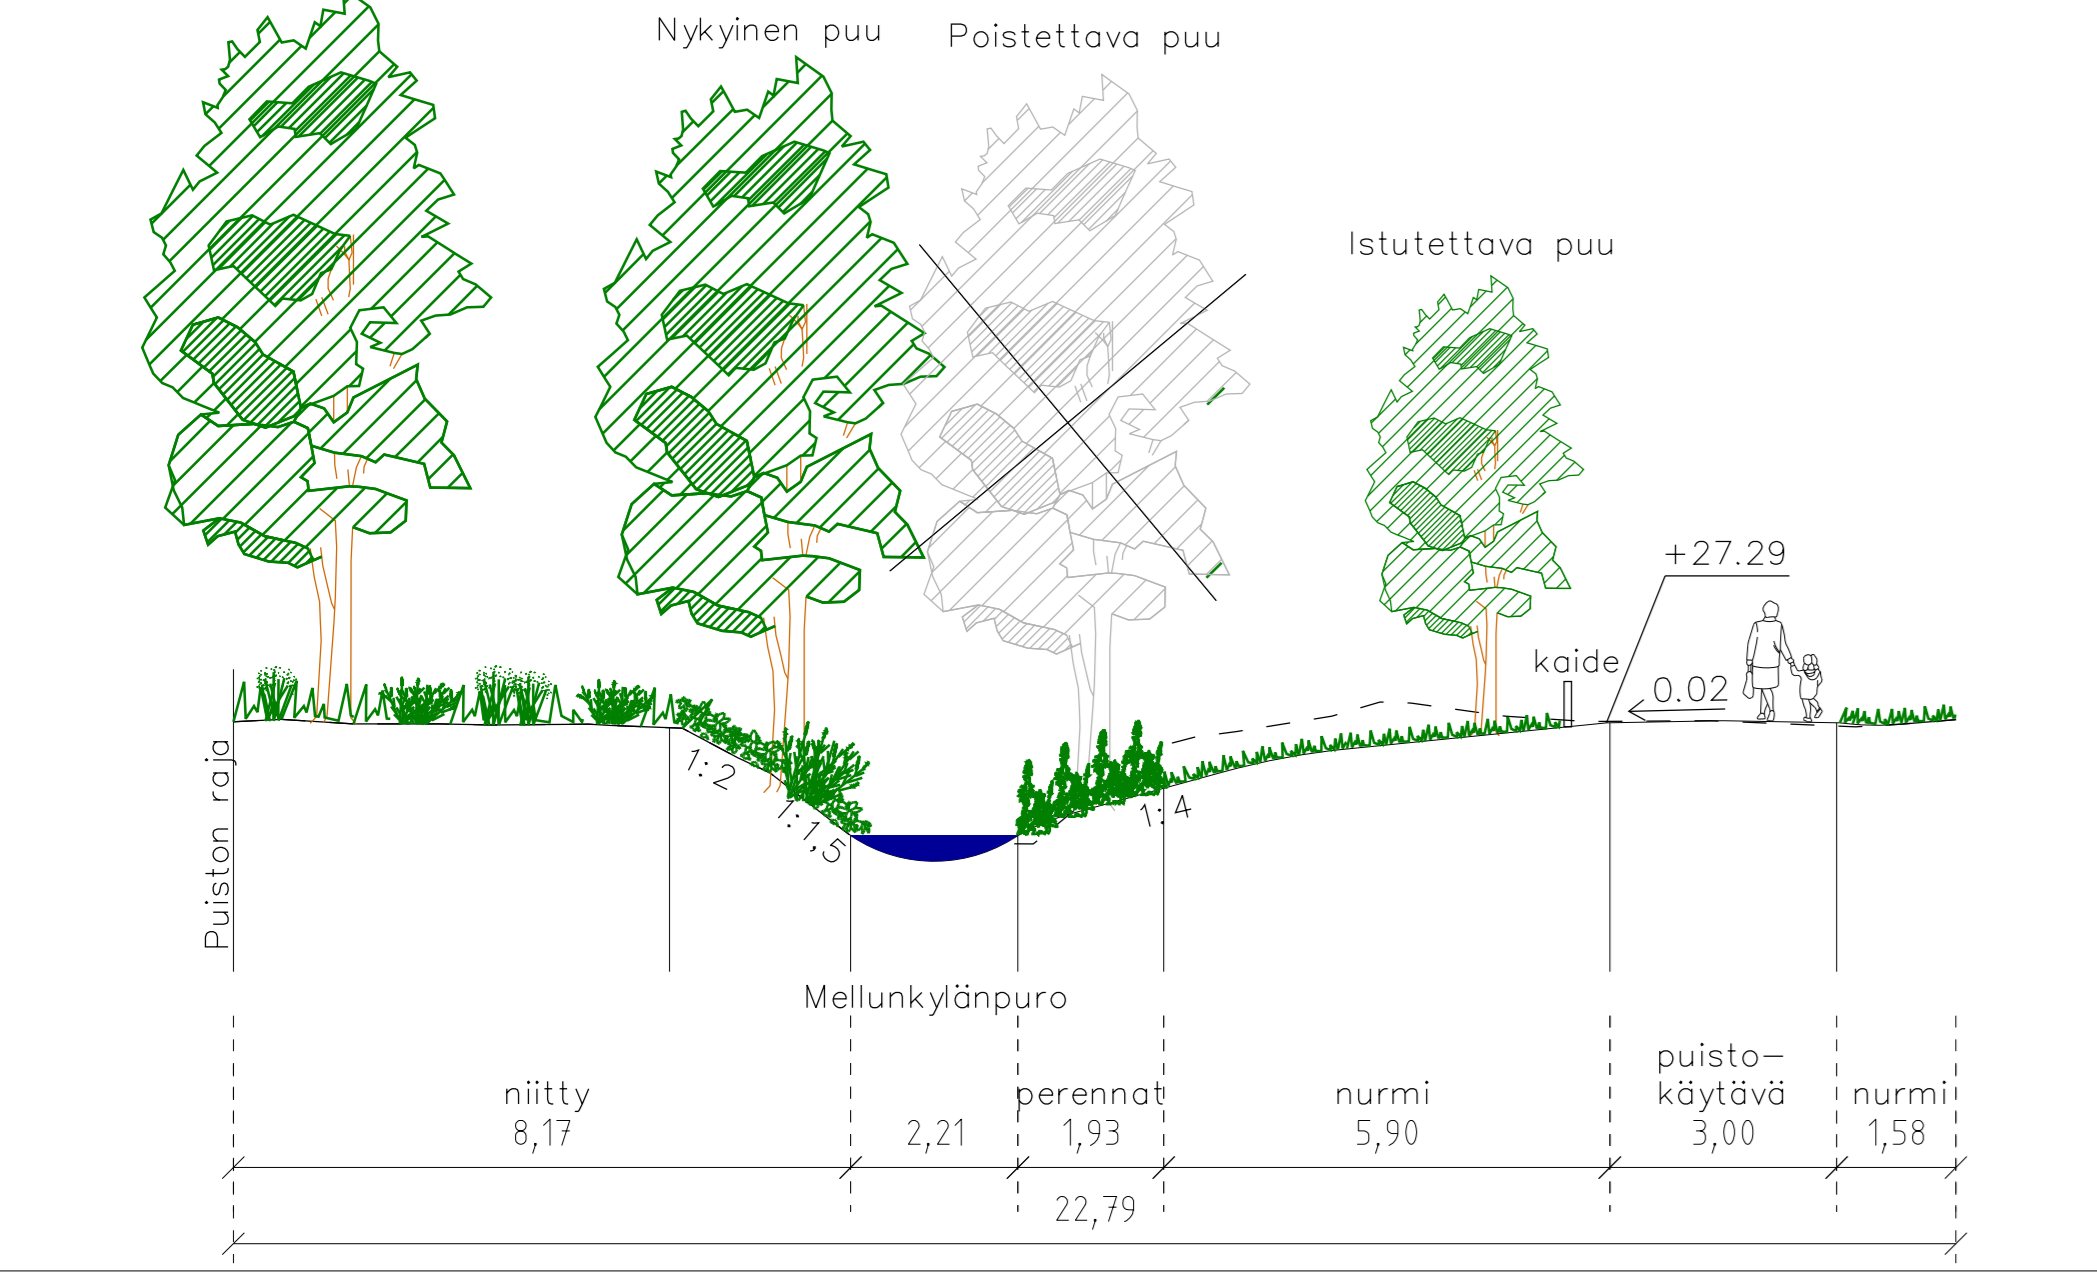 Nykyinen puu
Poistettava puu
Istutettava puu
+27.29
kaide
0.02
Puiston raja
1:2
1:1,5
1:4
Mellunkylänpuro
niitty
8,17
2,21
perennat
1,93
nurmi
5,90
puisto-
käytävä
3,00
nurmi
1,58
22,79